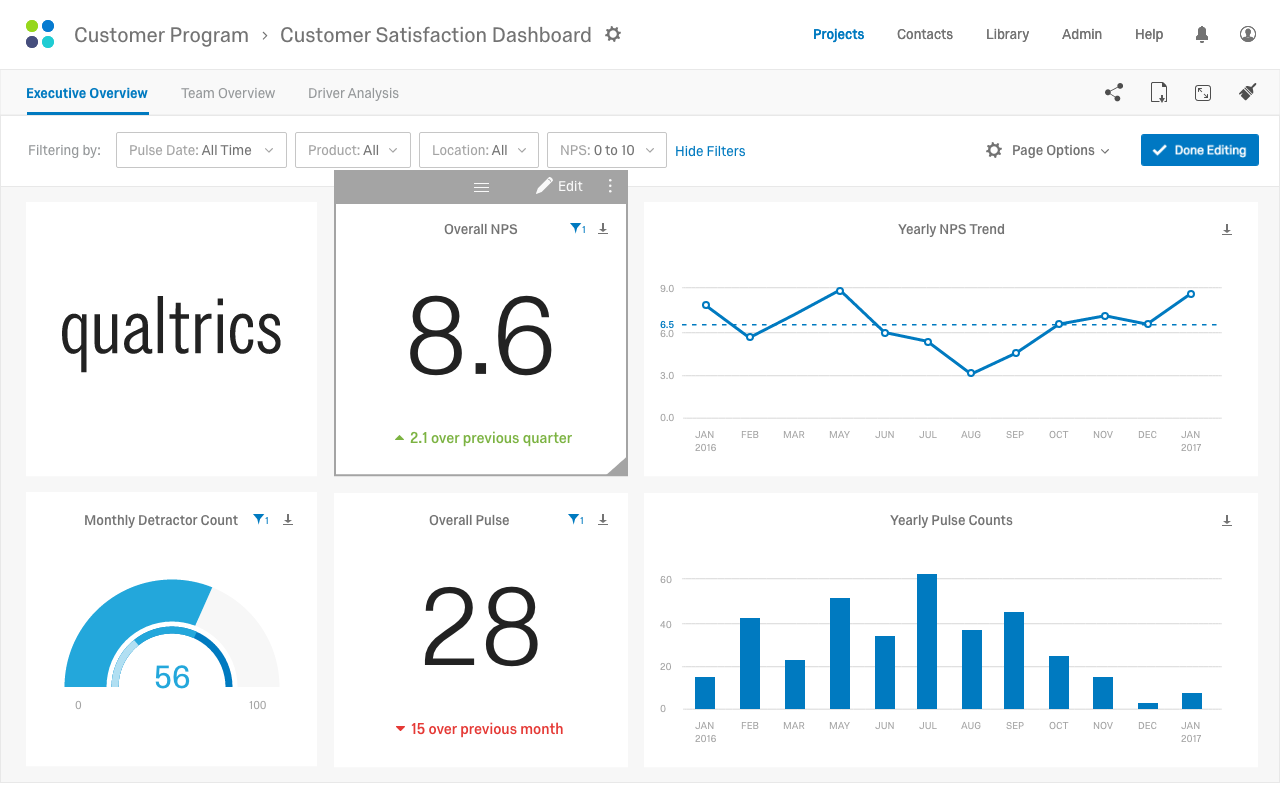 Customer Program › Customer Satisfaction Dashboard
Projects Contacts Library Admin Help
Executive Overview Team Overview Driver Analysis
Filtering by: Pulse Date: All Time Product: All Location: All NPS: 0 to 10 Hide Filters Page Options Done Editing
Edit
qualtrics
Overall NPS 1
8.6
2.1 over previous quarter
Yearly NPS Trend
9.0
6.5
6.0
3.0
0.0
JAN FEB MAR MAY JUN JUL AUG SEP OCT NOV DEC JAN
2016 2017
Monthly Detractor Count 1
56
0 100
Overall Pulse 1
28
15 over previous month
Yearly Pulse Counts
60
40
20
0
JAN FEB MAR MAY JUN JUL AUG SEP OCT NOV DEC JAN
2016 2017